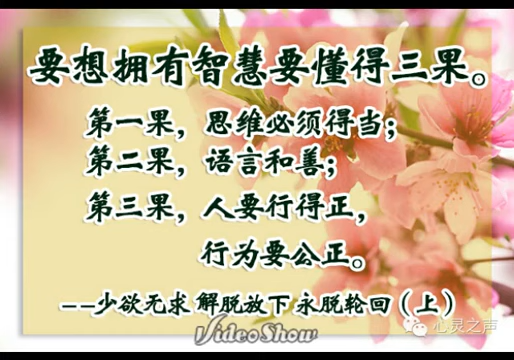 要想拥有智慧要懂得三果。
第一果，思维必须得当；
第二果，语言和善；
第三果，人要行得正，
行为要公正。
--少欲无求 解脱放下 永脱轮回（上）
VideoShow
心灵之声